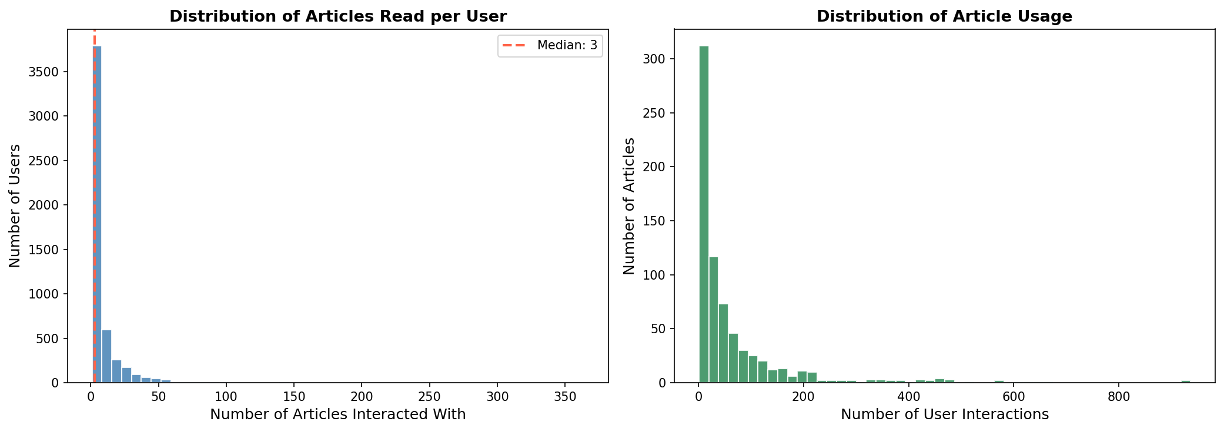 Distribution of Articles Read per User
Median: 3
3500
3000
2500
2000
1500
1000
500
0
Number of Users
0 50 100 150 200 250 300 350
Number of Articles Interacted With
Distribution of Article Usage
300
250
200
150
100
50
0
Number of Articles
0 200 400 600 800
Number of User Interactions